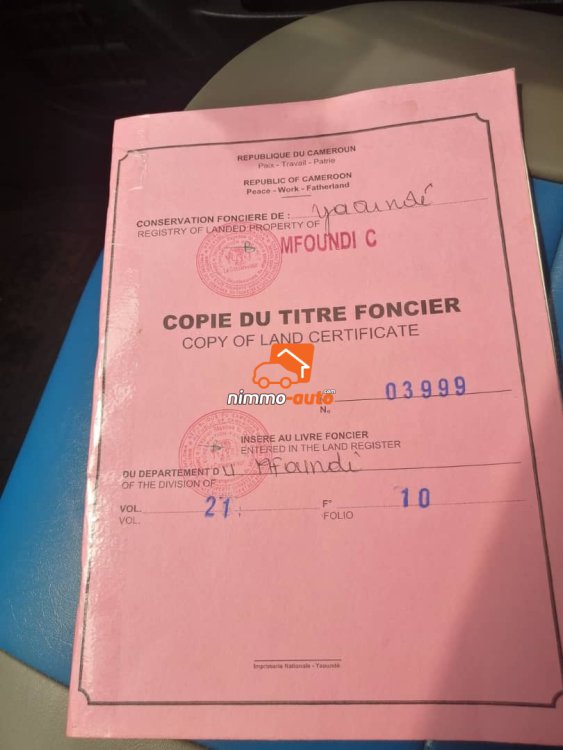 REPUBLIQUE DU CAMEROUN
Paix - Travail - Patrie
REPUBLIC OF CAMEROON
Peace - Work - Fatherland
CONSERVATION FONCIERE DE : Yaoundé
REGISTRY OF LANDED PROPERTY OF
MFOUNDI C
COPIE DU TITRE FONCIER
COPY OF LAND CERTIFICATE
nimmo-auto.com
N° 03999
INSERE AU LIVRE FONCIER
ENTERED IN THE LAND REGISTER
DU DEPARTEMENT DU Mfoundi
OF THE DIVISION OF
VOL. 21 F° 10
VOL. FOLIO
Imprimerie Nationale - Yaoundé